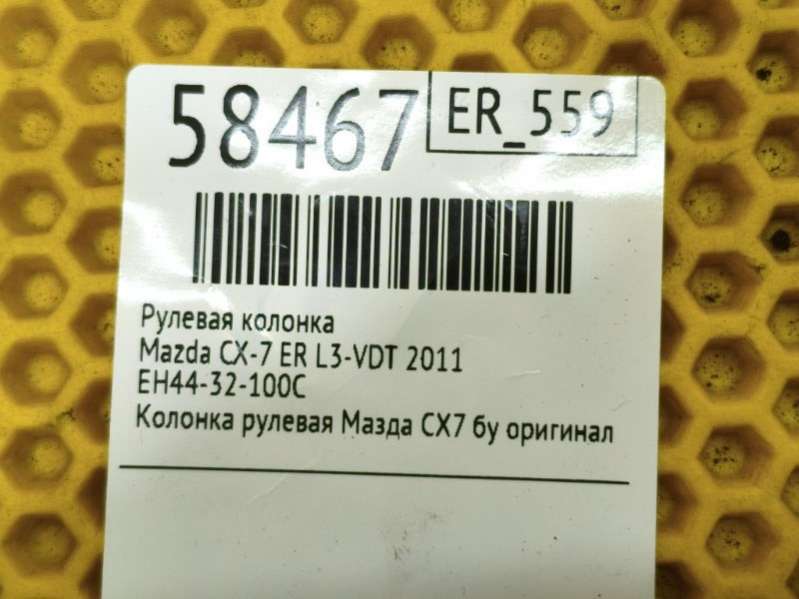 58467 ER_559
Рулевая колонка
Mazda CX-7 ER L3-VDT 2011
EH44-32-100C
Колонка рулевая Мазда СХ7 бу оригинал